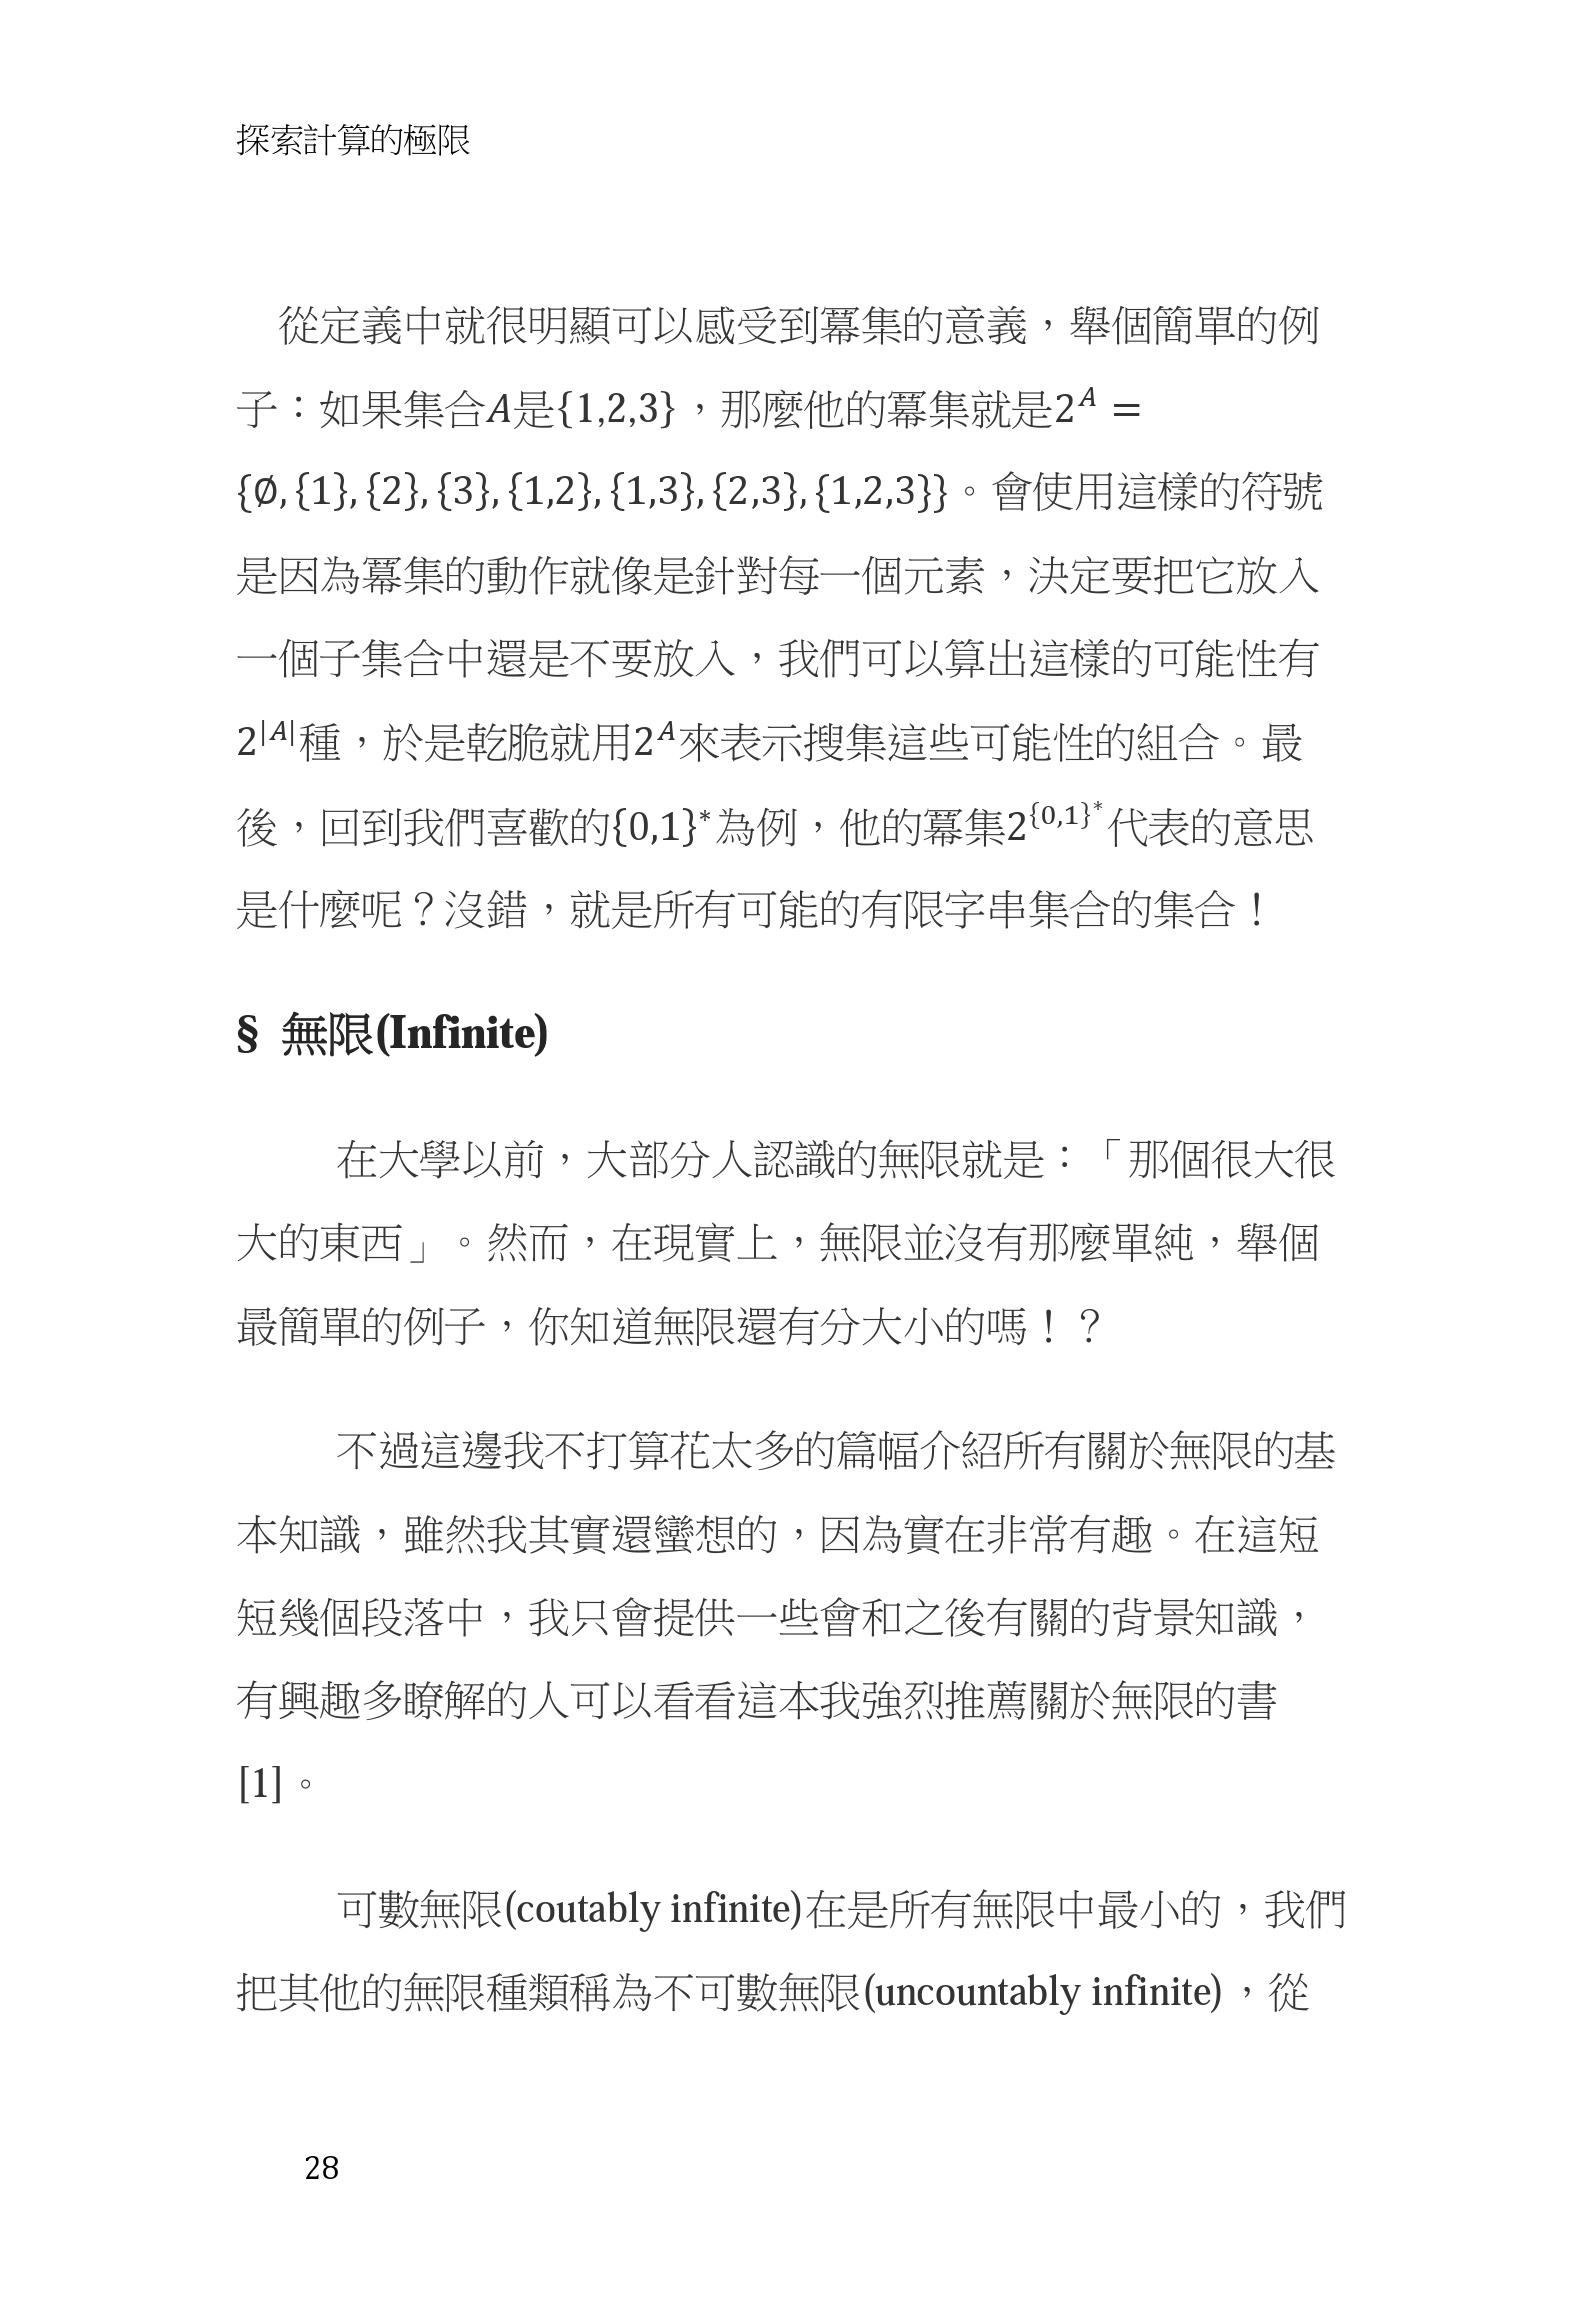 探索計算的極限
從定義中就很明顯可以感受到冪集的意義，舉個簡單的例
子：如果集合A是{1,2,3}，那麼他的冪集就是2^A =
{∅, {1}, {2}, {3}, {1,2}, {1,3}, {2,3}, {1,2,3}}。會使用這樣的符號
是因為冪集的動作就像是針對每一個元素，決定要把它放入
一個子集合中還是不要放入，我們可以算出這樣的可能性有
2^|A|種，於是乾脆就用2^A來表示搜集這些可能性的組合。最
後，回到我們喜歡的{0,1}*為例，他的冪集2^{0,1}*代表的意思
是什麼呢？沒錯，就是所有可能的有限字串集合的集合！
§ 無限(Infinite)
在大學以前，大部分人認識的無限就是：「那個很大很
大的東西」。然而，在現實上，無限並沒有那麼單純，舉個
最簡單的例子，你知道無限還有分大小的嗎！？
不過這邊我不打算花太多的篇幅介紹所有關於無限的基
本知識，雖然我其實還蠻想的，因為實在非常有趣。在這短
短幾個段落中，我只會提供一些會和之後有關的背景知識，
有興趣多瞭解的人可以看看這本我強烈推薦關於無限的書
[1]。
可數無限(coutably infinite)在是所有無限中最小的，我們
把其他的無限種類稱為不可數無限(uncountably infinite)，從
28